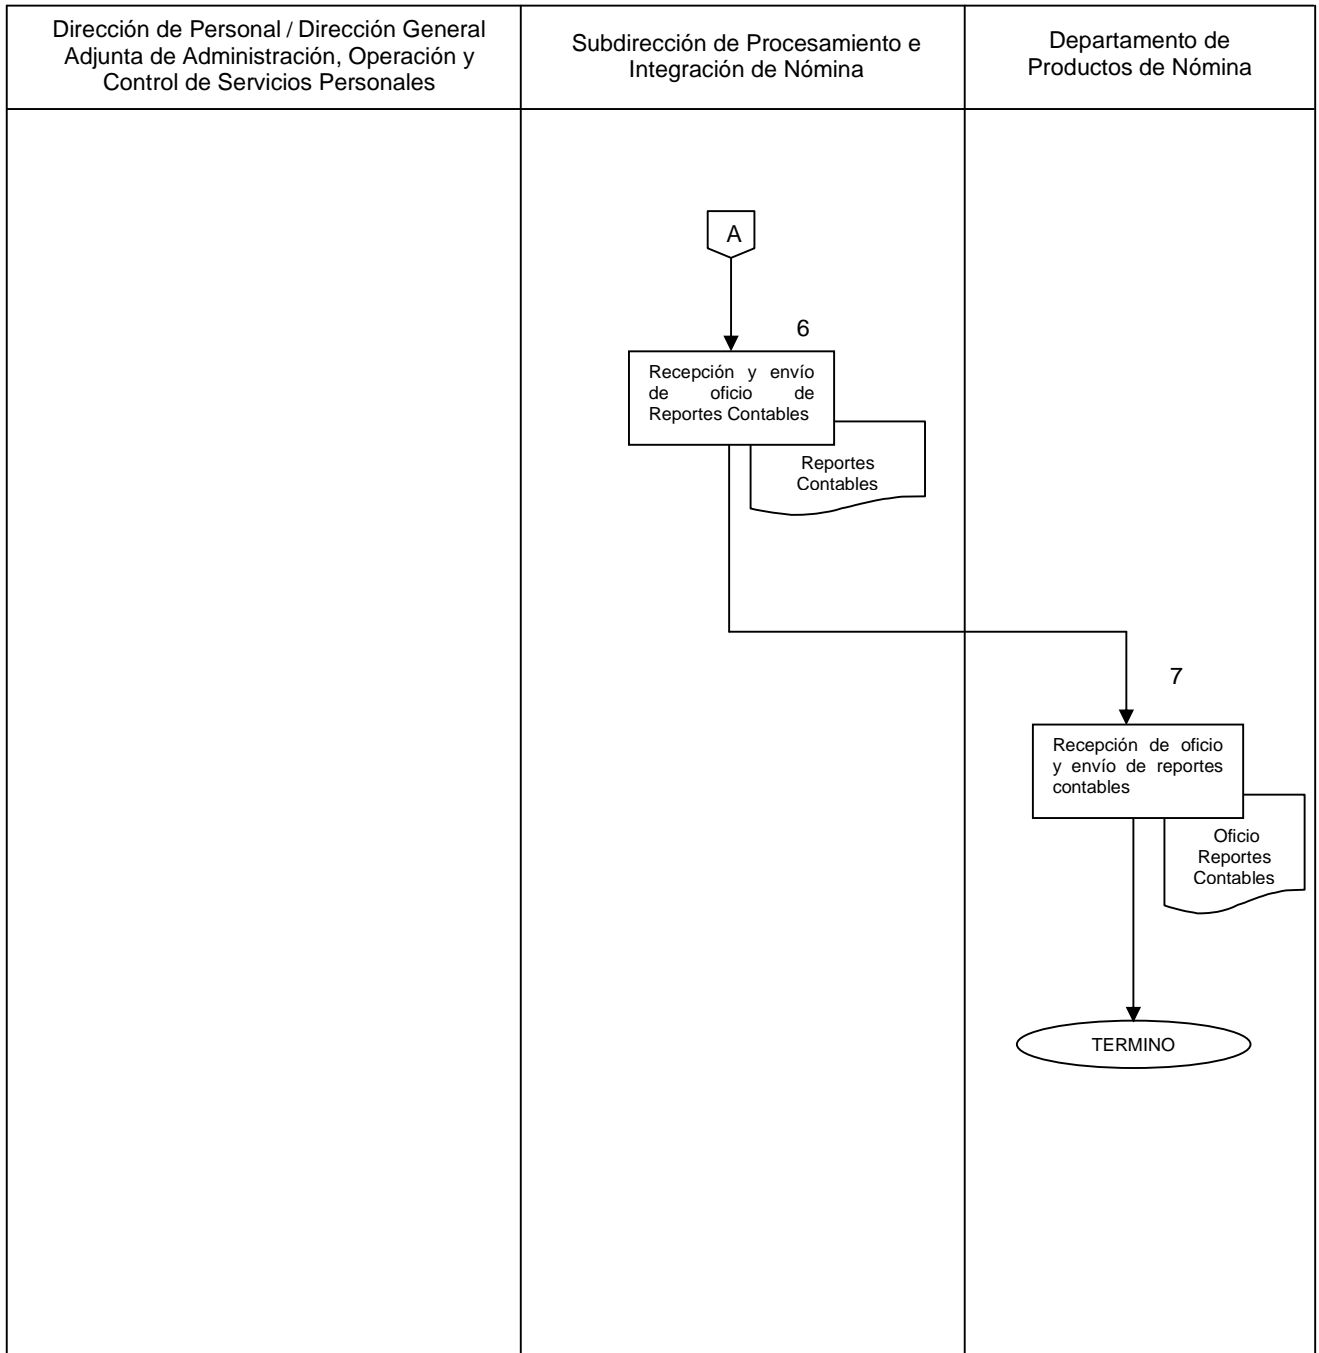 Dirección de Personal / Dirección General
Adjunta de Administración, Operación y
Control de Servicios Personales
Subdirección de Procesamiento e
Integración de Nómina
Departamento de
Productos de Nómina
A
6
Recepción y envío
de oficio de
Reportes Contables
Reportes
Contables
7
Recepción de oficio
y envío de reportes
contables
Oficio
Reportes
Contables
TERMINO